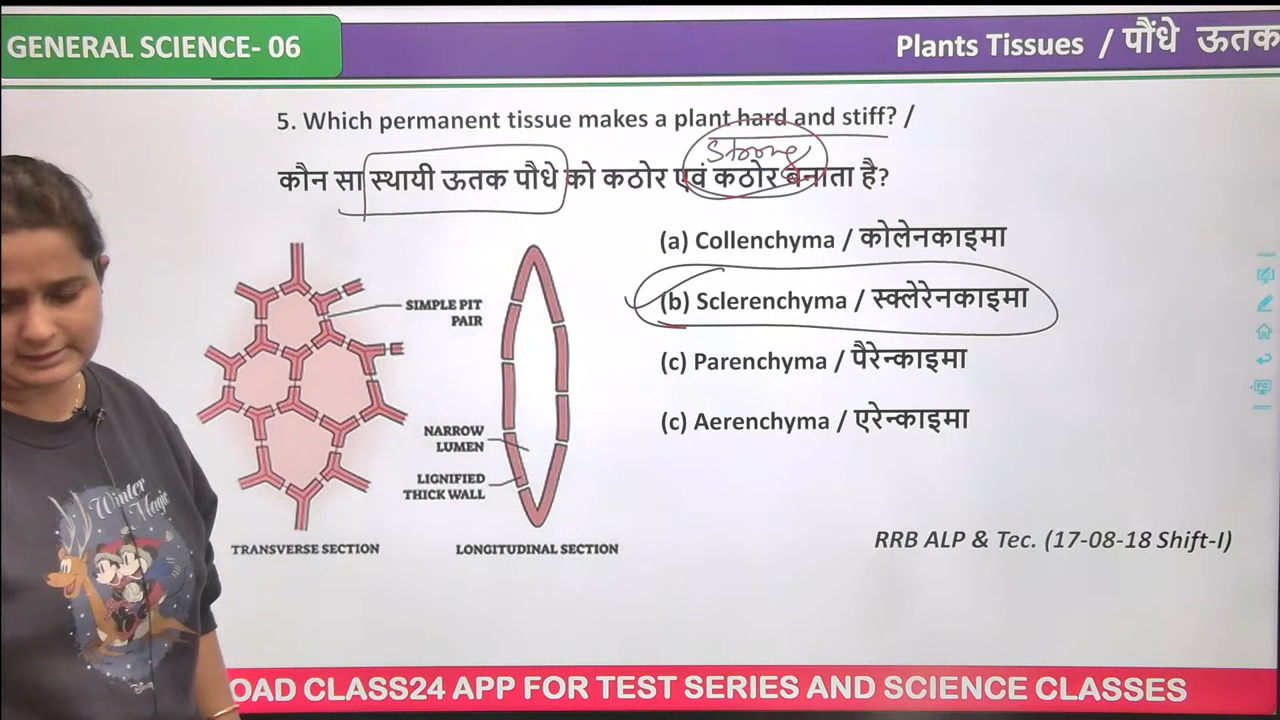 GENERAL SCIENCE- 06
Plants Tissues / पौंधे ऊतक
5. Which permanent tissue makes a plant hard and stiff? /
Strong
कौन सा स्थायी ऊतक पौधे को कठोर एवं कठोर बनाता है?
(a) Collenchyma / कोलेनकाइमा
(b) Sclerenchyma / स्क्लेरेनकाइमा
(c) Parenchyma / पैरेन्काइमा
(c) Aerenchyma / एरेन्काइमा
SIMPLE PIT
PAIR
NARROW
LUMEN
LIGNIFIED
THICK WALL
TRANSVERSE SECTION
LONGITUDINAL SECTION
RRB ALP & Tec. (17-08-18 Shift-I)
Winter
Magic
OAD CLASS24 APP FOR TEST SERIES AND SCIENCE CLASSES